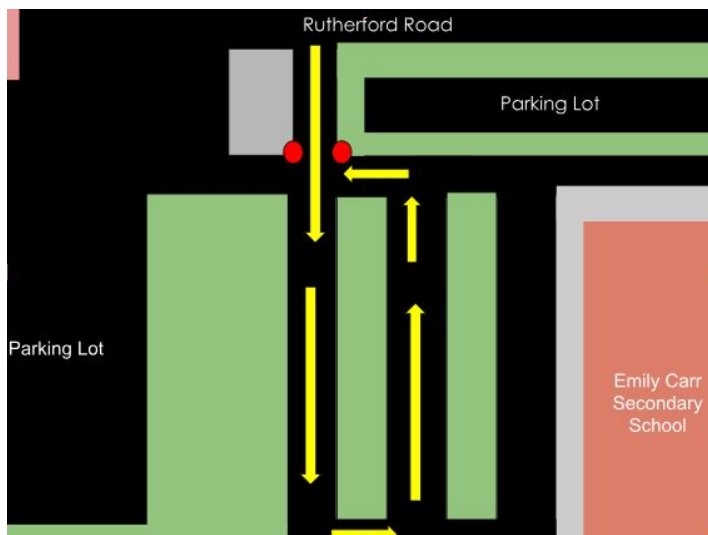 Rutherford Road
Parking Lot
Parking Lot
Emily Carr
Secondary
School